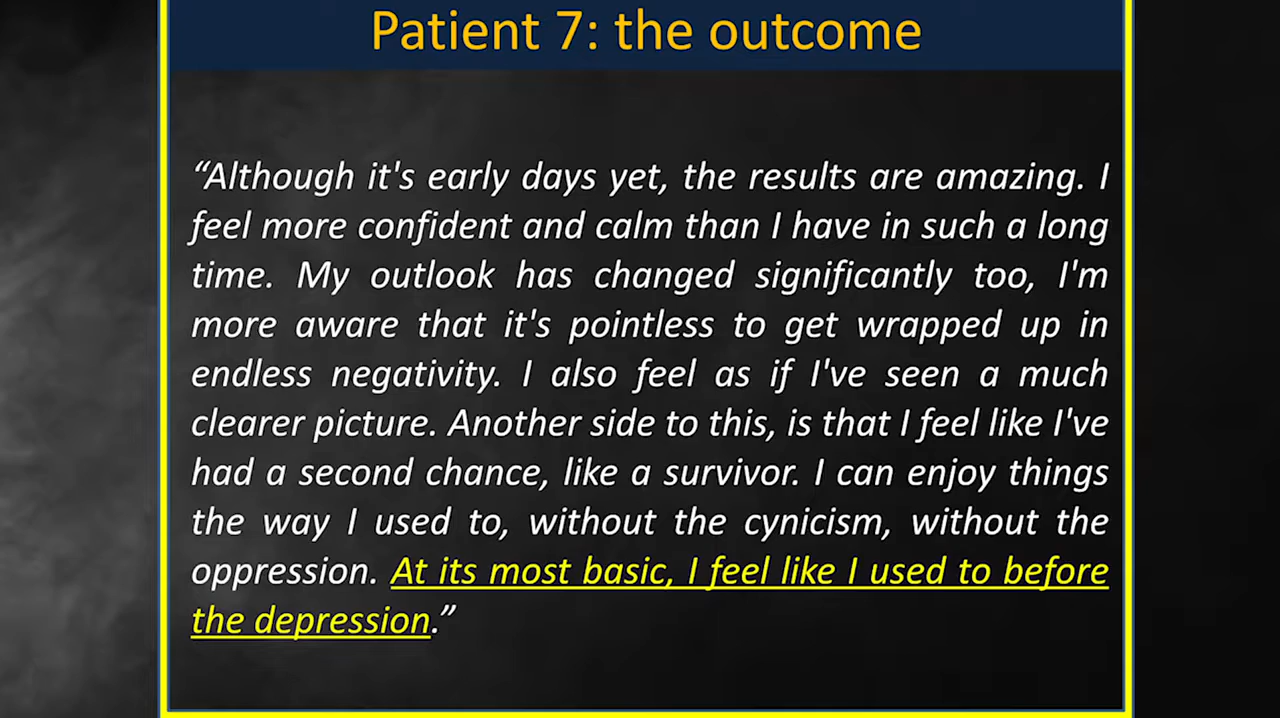 Patient 7: the outcome
“Although it's early days yet, the results are amazing. I
feel more confident and calm than I have in such a long
time. My outlook has changed significantly too, I'm
more aware that it's pointless to get wrapped up in
endless negativity. I also feel as if I've seen a much
clearer picture. Another side to this, is that I feel like I've
had a second chance, like a survivor. I can enjoy things
the way I used to, without the cynicism, without the
oppression. At its most basic, I feel like I used to before
the depression.”